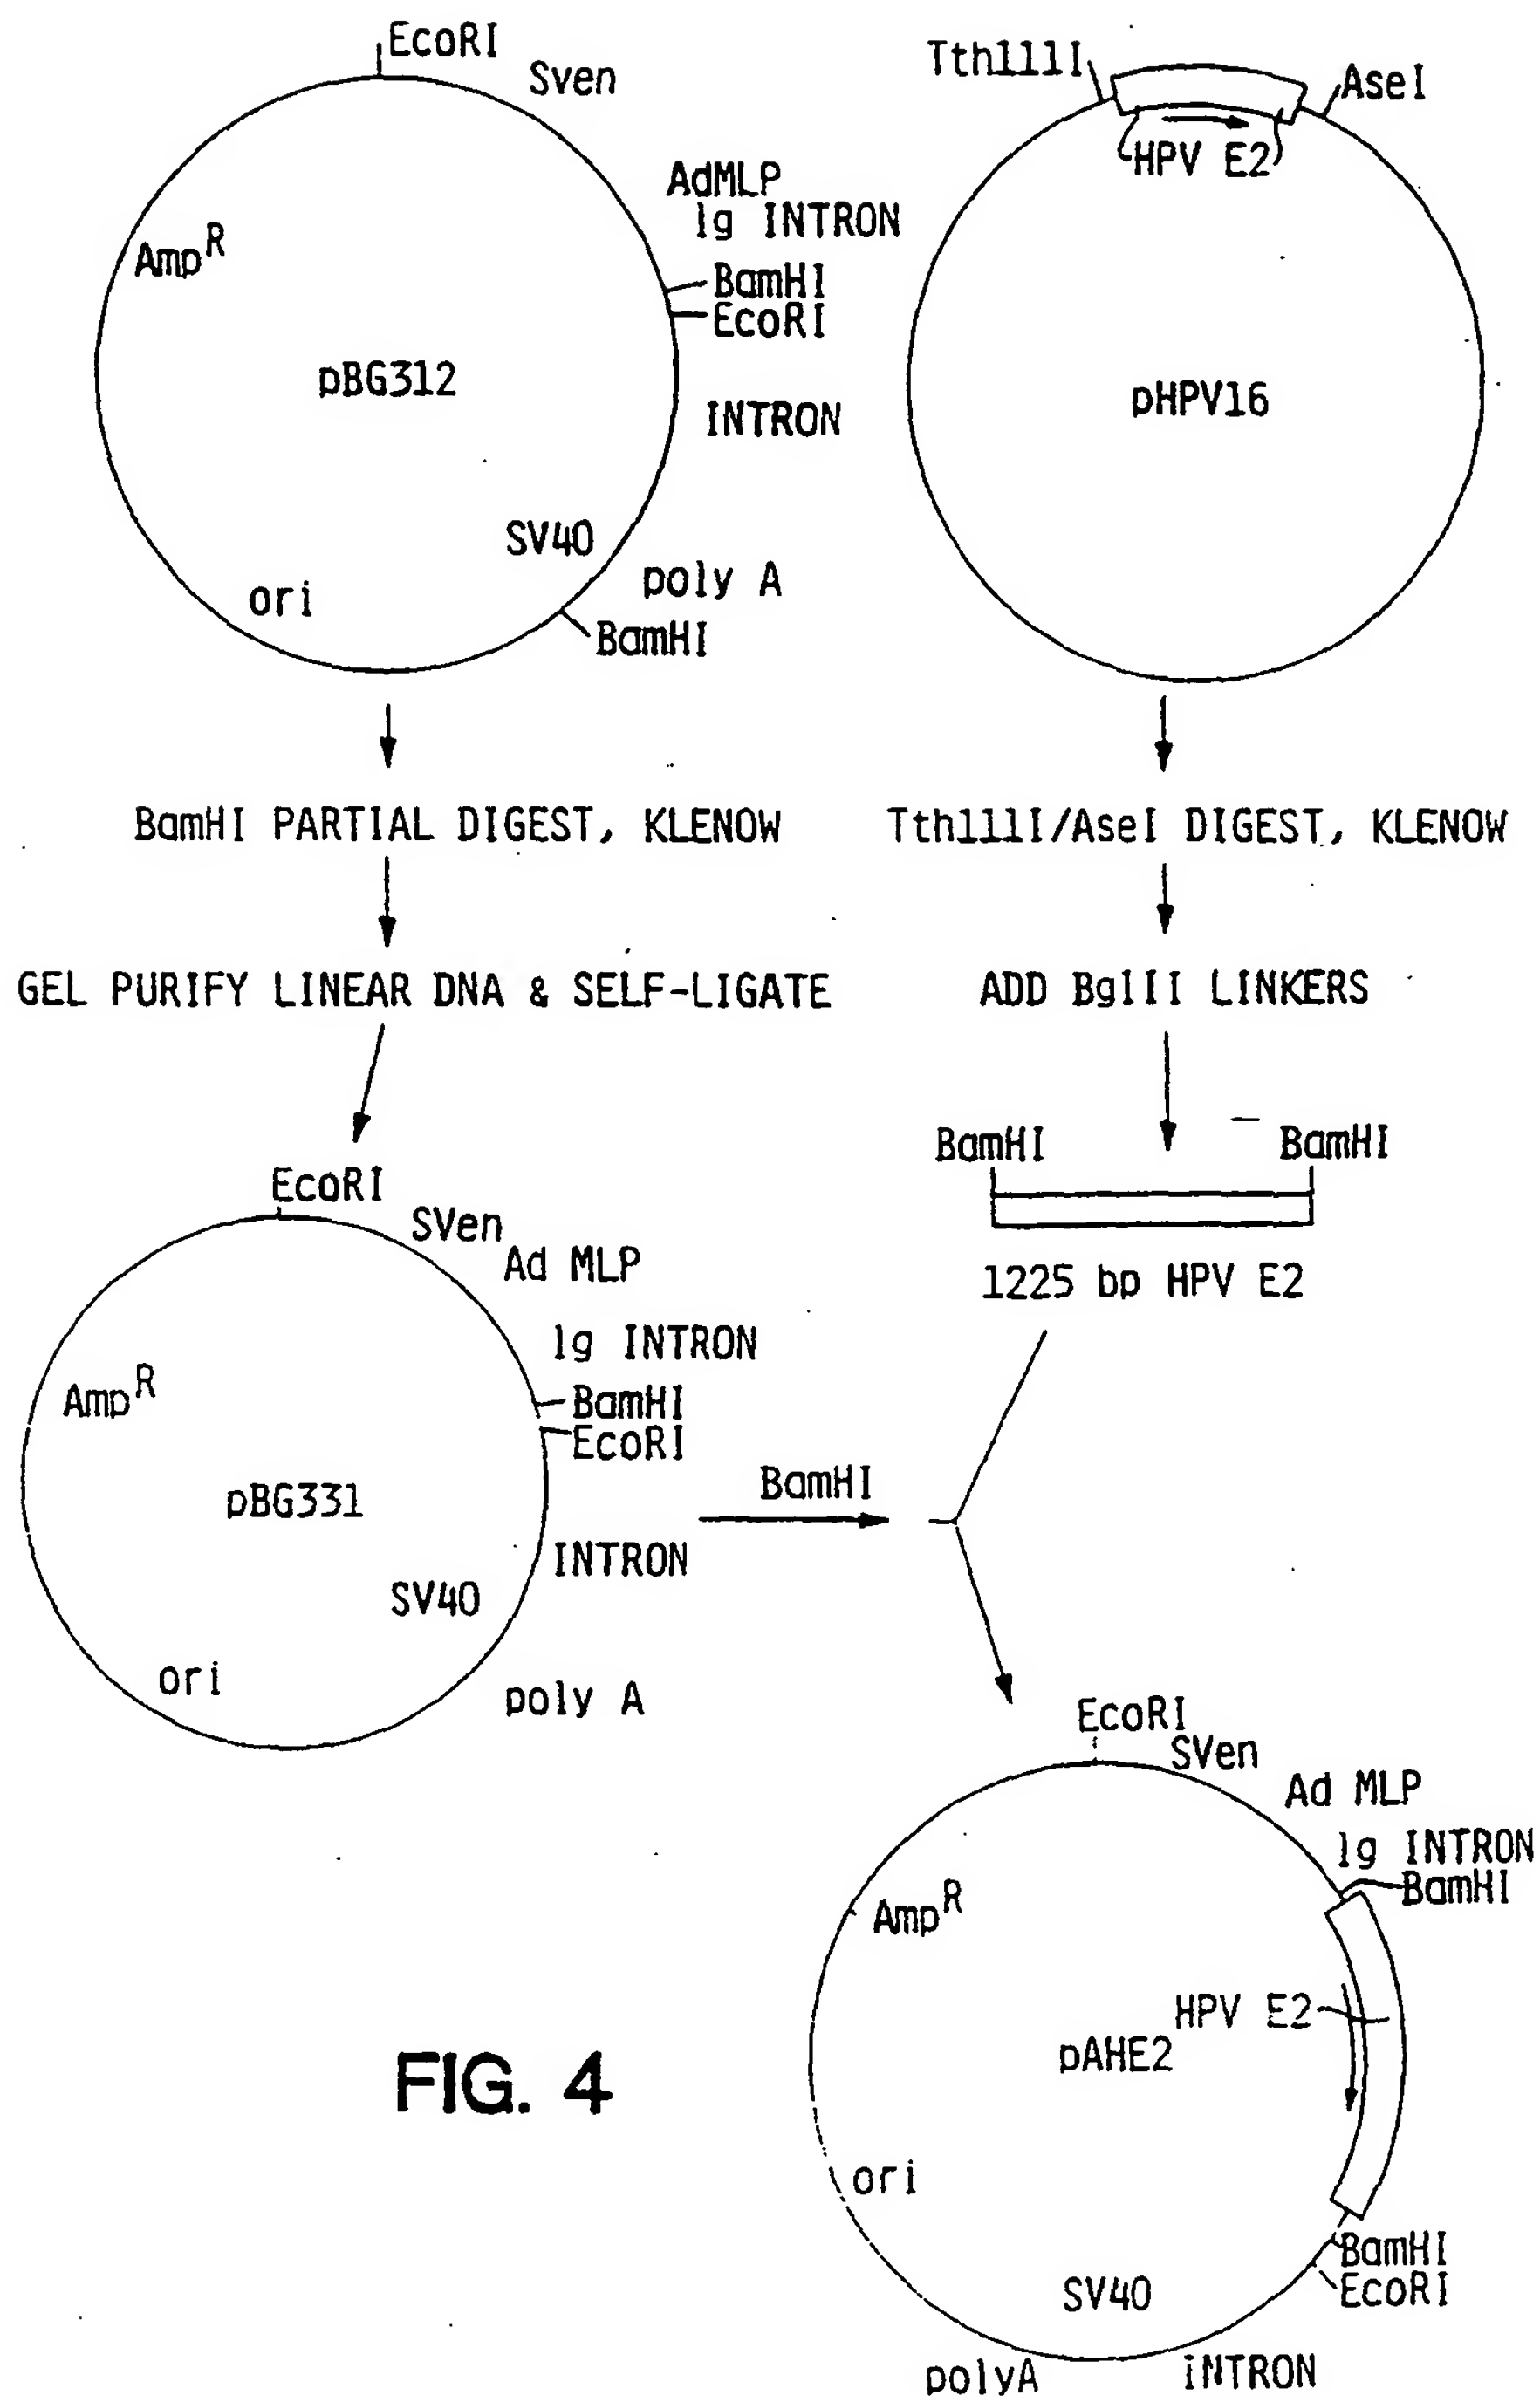 EcoRI
Sven
AdMLP
Ig INTRON
BamHI
EcoRI
Amp^R
pBG312
INTRON
SV40
ori
poly A
BamHI
Tth111I
AseI
HPV E2
pHPV16
BamHI PARTIAL DIGEST, KLENOW
GEL PURIFY LINEAR DNA & SELF-LIGATE
Tth111I/AseI DIGEST, KLENOW
ADD BglII LINKERS
BamHI BamHI
1225 bp HPV E2
EcoRI
SVen
Ad MLP
Ig INTRON
BamHI
EcoRI
Amp^R
pBG331
INTRON
SV40
ori
poly A
BamHI
EcoRI
SVen
Ad MLP
Ig INTRON
BamHI
Amp^R
HPV E2
pAHE2
ori
BamHI
EcoRI
SV40
polyA
INTRON
FIG. 4